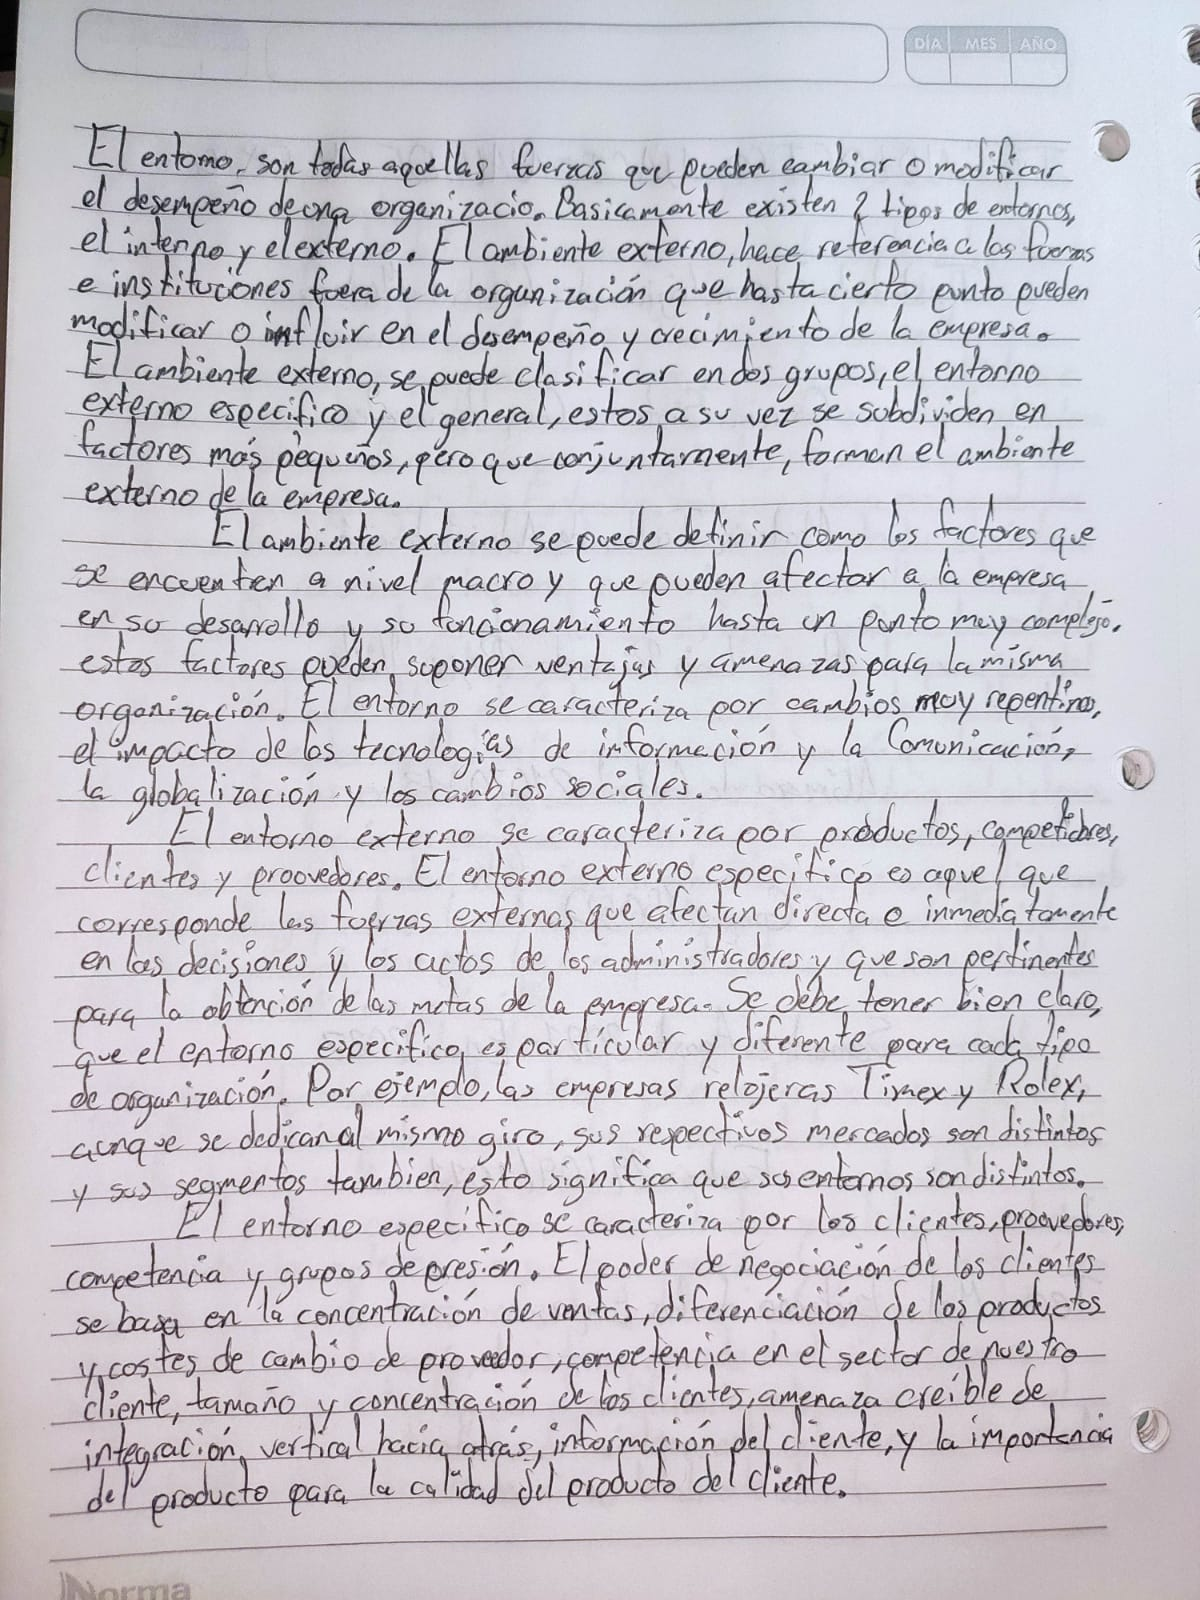 DÍA MES AÑO
El entorno, son todas aquellas fuerzas que pueden cambiar o modificar
el desempeño de una organizacio. Basicamente existen 2 tipos de entornos,
el interno y el externo. El ambiente externo, hace referencia a las fuerzas
e instituciones fuera de la organización que hasta cierto punto pueden
modificar o influir en el desempeño y crecimiento de la empresa.
El ambiente externo, se puede clasificar en dos grupos, el entorno
externo especifico y el general, estos a su vez se subdividen en
factores más pequeños, pero que conjuntamente, forman el ambiente
externo de la empresa.
El ambiente externo se puede definir como los factores que
se encuentren a nivel macro y que pueden afectar a la empresa
en su desarrollo y su funcionamiento hasta un punto muy complejo,
estos factores pueden suponer ventajas y amenazas para la misma
organización. El entorno se caracteriza por cambios muy repentinos,
el impacto de las tecnologías de información y la Comunicación,
la globalización y los cambios sociales.
El entorno externo se caracteriza por productos, competidores,
clientes y proovedores. El entorno externo especifico es aquel que
corresponde las fuerzas externas que afectan directa e inmediatamente
en las decisiones y los actos de los administradores y que son pertinentes
para la obtención de las metas de la empresa. Se debe tener bien claro,
que el entorno especifico es particular y diferente para cada tipo
de organización. Por ejemplo, las empresas relojeras Timex y Rolex,
aunque se dedican al mismo giro, sus respectivos mercados son distintos
y sus segmentos tambien, esto significa que sus entornos son distintos.
El entorno especifico se caracteriza por los clientes, proovedores,
competencia y grupos de presión. El poder de negociación de los clientes
se basa en la concentración de ventas, diferenciación de los productos
y costes de cambio de proveedor, competencia en el sector de nuestro
cliente, tamaño y concentración de los clientes, amenaza creíble de
integración vertical hacia atrás, información del cliente, y la importancia
del producto para la calidad del producto del cliente.
Norma